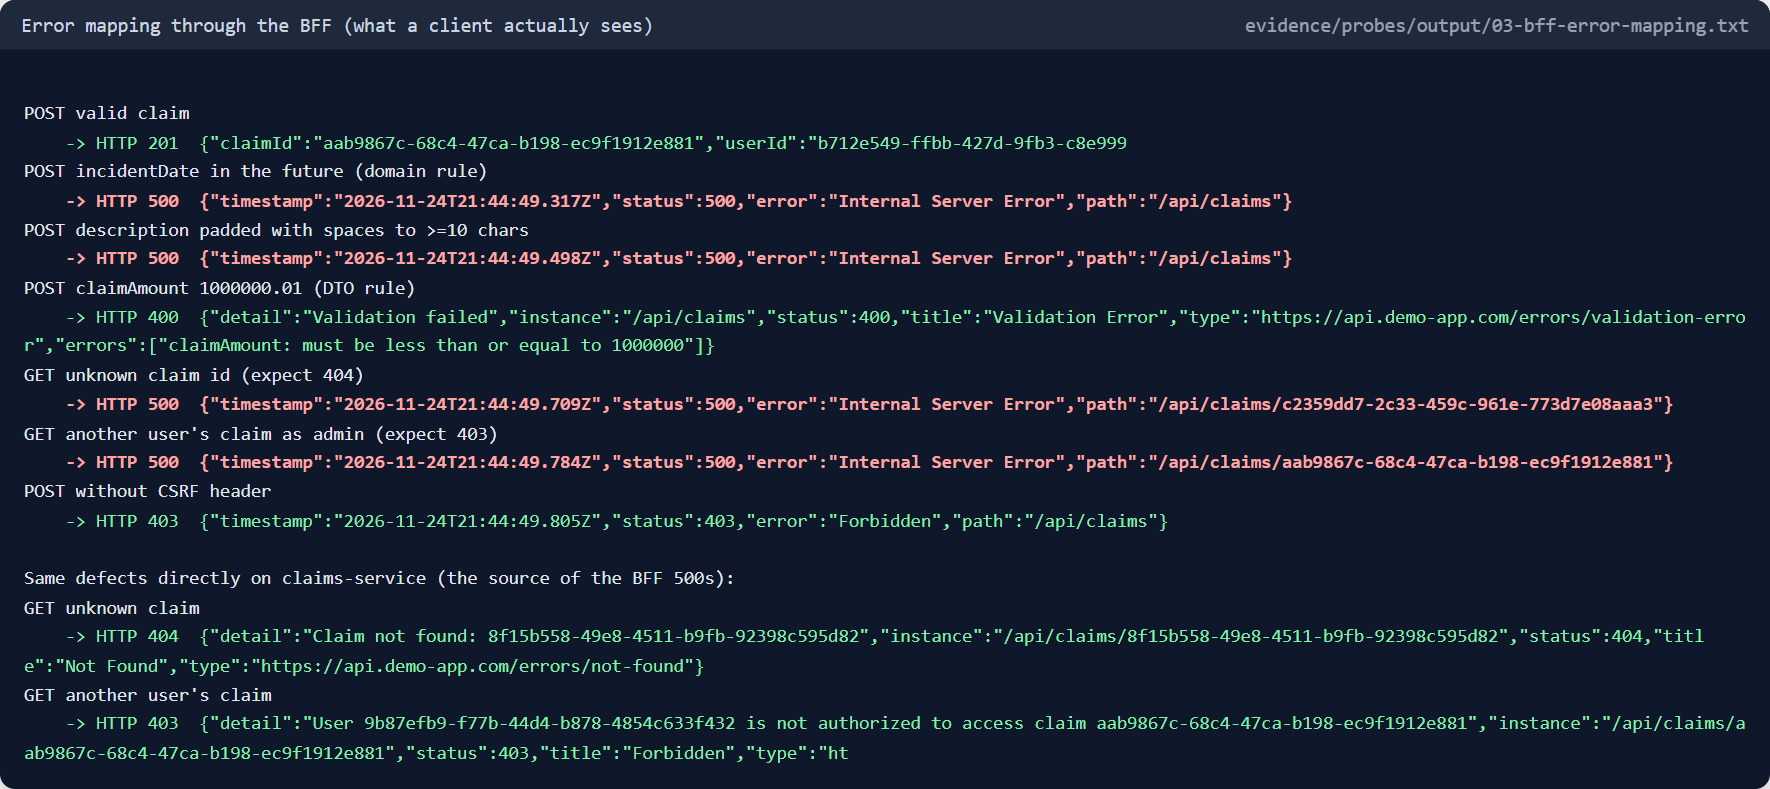 Error mapping through the BFF (what a client actually sees)
evidence/probes/output/03-bff-error-mapping.txt
POST valid claim
-> HTTP 201  {"claimId":"aab9867c-68c4-47ca-b198-ec9f1912e881","userId":"b712e549-ffbb-427d-9fb3-c8e999
POST incidentDate in the future (domain rule)
-> HTTP 500  {"timestamp":"2026-11-24T21:44:49.317Z","status":500,"error":"Internal Server Error","path":"/api/claims"}
POST description padded with spaces to >=10 chars
-> HTTP 500  {"timestamp":"2026-11-24T21:44:49.498Z","status":500,"error":"Internal Server Error","path":"/api/claims"}
POST claimAmount 1000000.01 (DTO rule)
-> HTTP 400  {"detail":"Validation failed","instance":"/api/claims","status":400,"title":"Validation Error","type":"https://api.demo-app.com/errors/validation-erro
r","errors":["claimAmount: must be less than or equal to 1000000"]}
GET unknown claim id (expect 404)
-> HTTP 500  {"timestamp":"2026-11-24T21:44:49.709Z","status":500,"error":"Internal Server Error","path":"/api/claims/c2359dd7-2c33-459c-961e-773d7e08aaa3"}
GET another user's claim as admin (expect 403)
-> HTTP 500  {"timestamp":"2026-11-24T21:44:49.784Z","status":500,"error":"Internal Server Error","path":"/api/claims/aab9867c-68c4-47ca-b198-ec9f1912e881"}
POST without CSRF header
-> HTTP 403  {"timestamp":"2026-11-24T21:44:49.805Z","status":403,"error":"Forbidden","path":"/api/claims"}
Same defects directly on claims-service (the source of the BFF 500s):
GET unknown claim
-> HTTP 404  {"detail":"Claim not found: 8f15b558-49e8-4511-b9fb-92398c595d82","instance":"/api/claims/8f15b558-49e8-4511-b9fb-92398c595d82","status":404,"titl
e":"Not Found","type":"https://api.demo-app.com/errors/not-found"}
GET another user's claim
-> HTTP 403  {"detail":"User 9b87efb9-f77b-44d4-b878-4854c633f432 is not authorized to access claim aab9867c-68c4-47ca-b198-ec9f1912e881","instance":"/api/claims/a
ab9867c-68c4-47ca-b198-ec9f1912e881","status":403,"title":"Forbidden","type":"ht